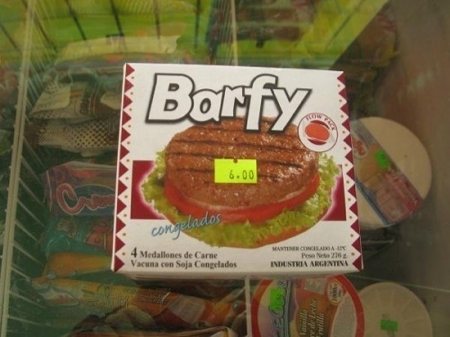 Barfy
FLOW PACK
6.00
congelados
4 Medallones de Carne
Vacuna con Soja Congelados
MANTENER CONGELADO A -12ºC
Peso Neto 276 g.
INDUSTRIA ARGENTINA